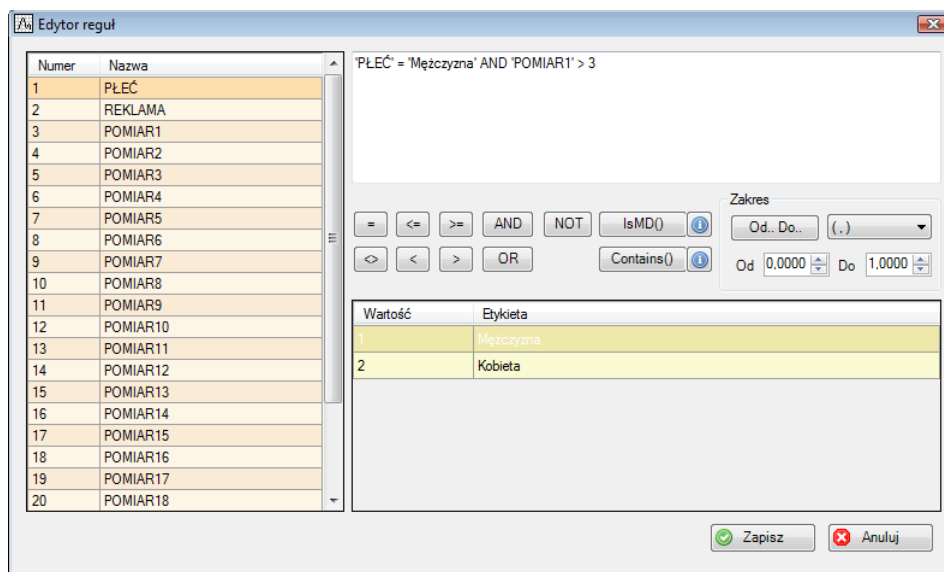 Edytor reguł
Numer Nazwa
1 PŁEĆ
2 REKLAMA
3 POMIAR1
4 POMIAR2
5 POMIAR3
6 POMIAR4
7 POMIAR5
8 POMIAR6
9 POMIAR7
10 POMIAR8
11 POMIAR9
12 POMIAR10
13 POMIAR11
14 POMIAR12
15 POMIAR13
16 POMIAR14
17 POMIAR15
18 POMIAR16
19 POMIAR17
20 POMIAR18
'PŁEĆ' = 'Mężczyzna' AND 'POMIAR1' > 3
= <= >= AND NOT IsMD()
<> < > OR Contains()
Zakres
Od.. Do.. ( , )
Od 0,0000 Do 1,0000
Wartość Etykieta
1 Mężczyzna
2 Kobieta
Zapisz Anuluj